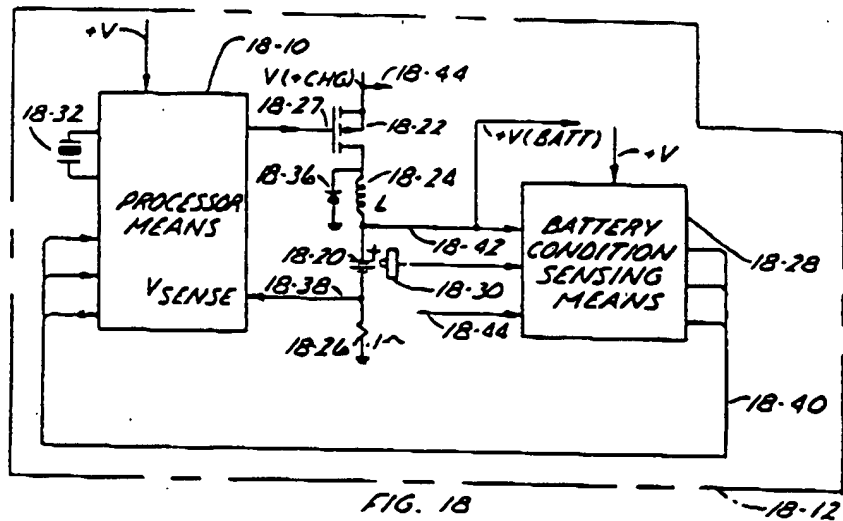 +V
18-10
V(+CHG)
18-44
18-32
18-27
18-22
+V(BATT)
+V
18-36
18-24
L
PROCESSOR
MEANS
BATTERY
CONDITION
SENSING
MEANS
18-42
18-28
18-20
+
18-30
VSENSE
18-38
18-44
18-26
.1~
18-40
FIG. 18
18-12